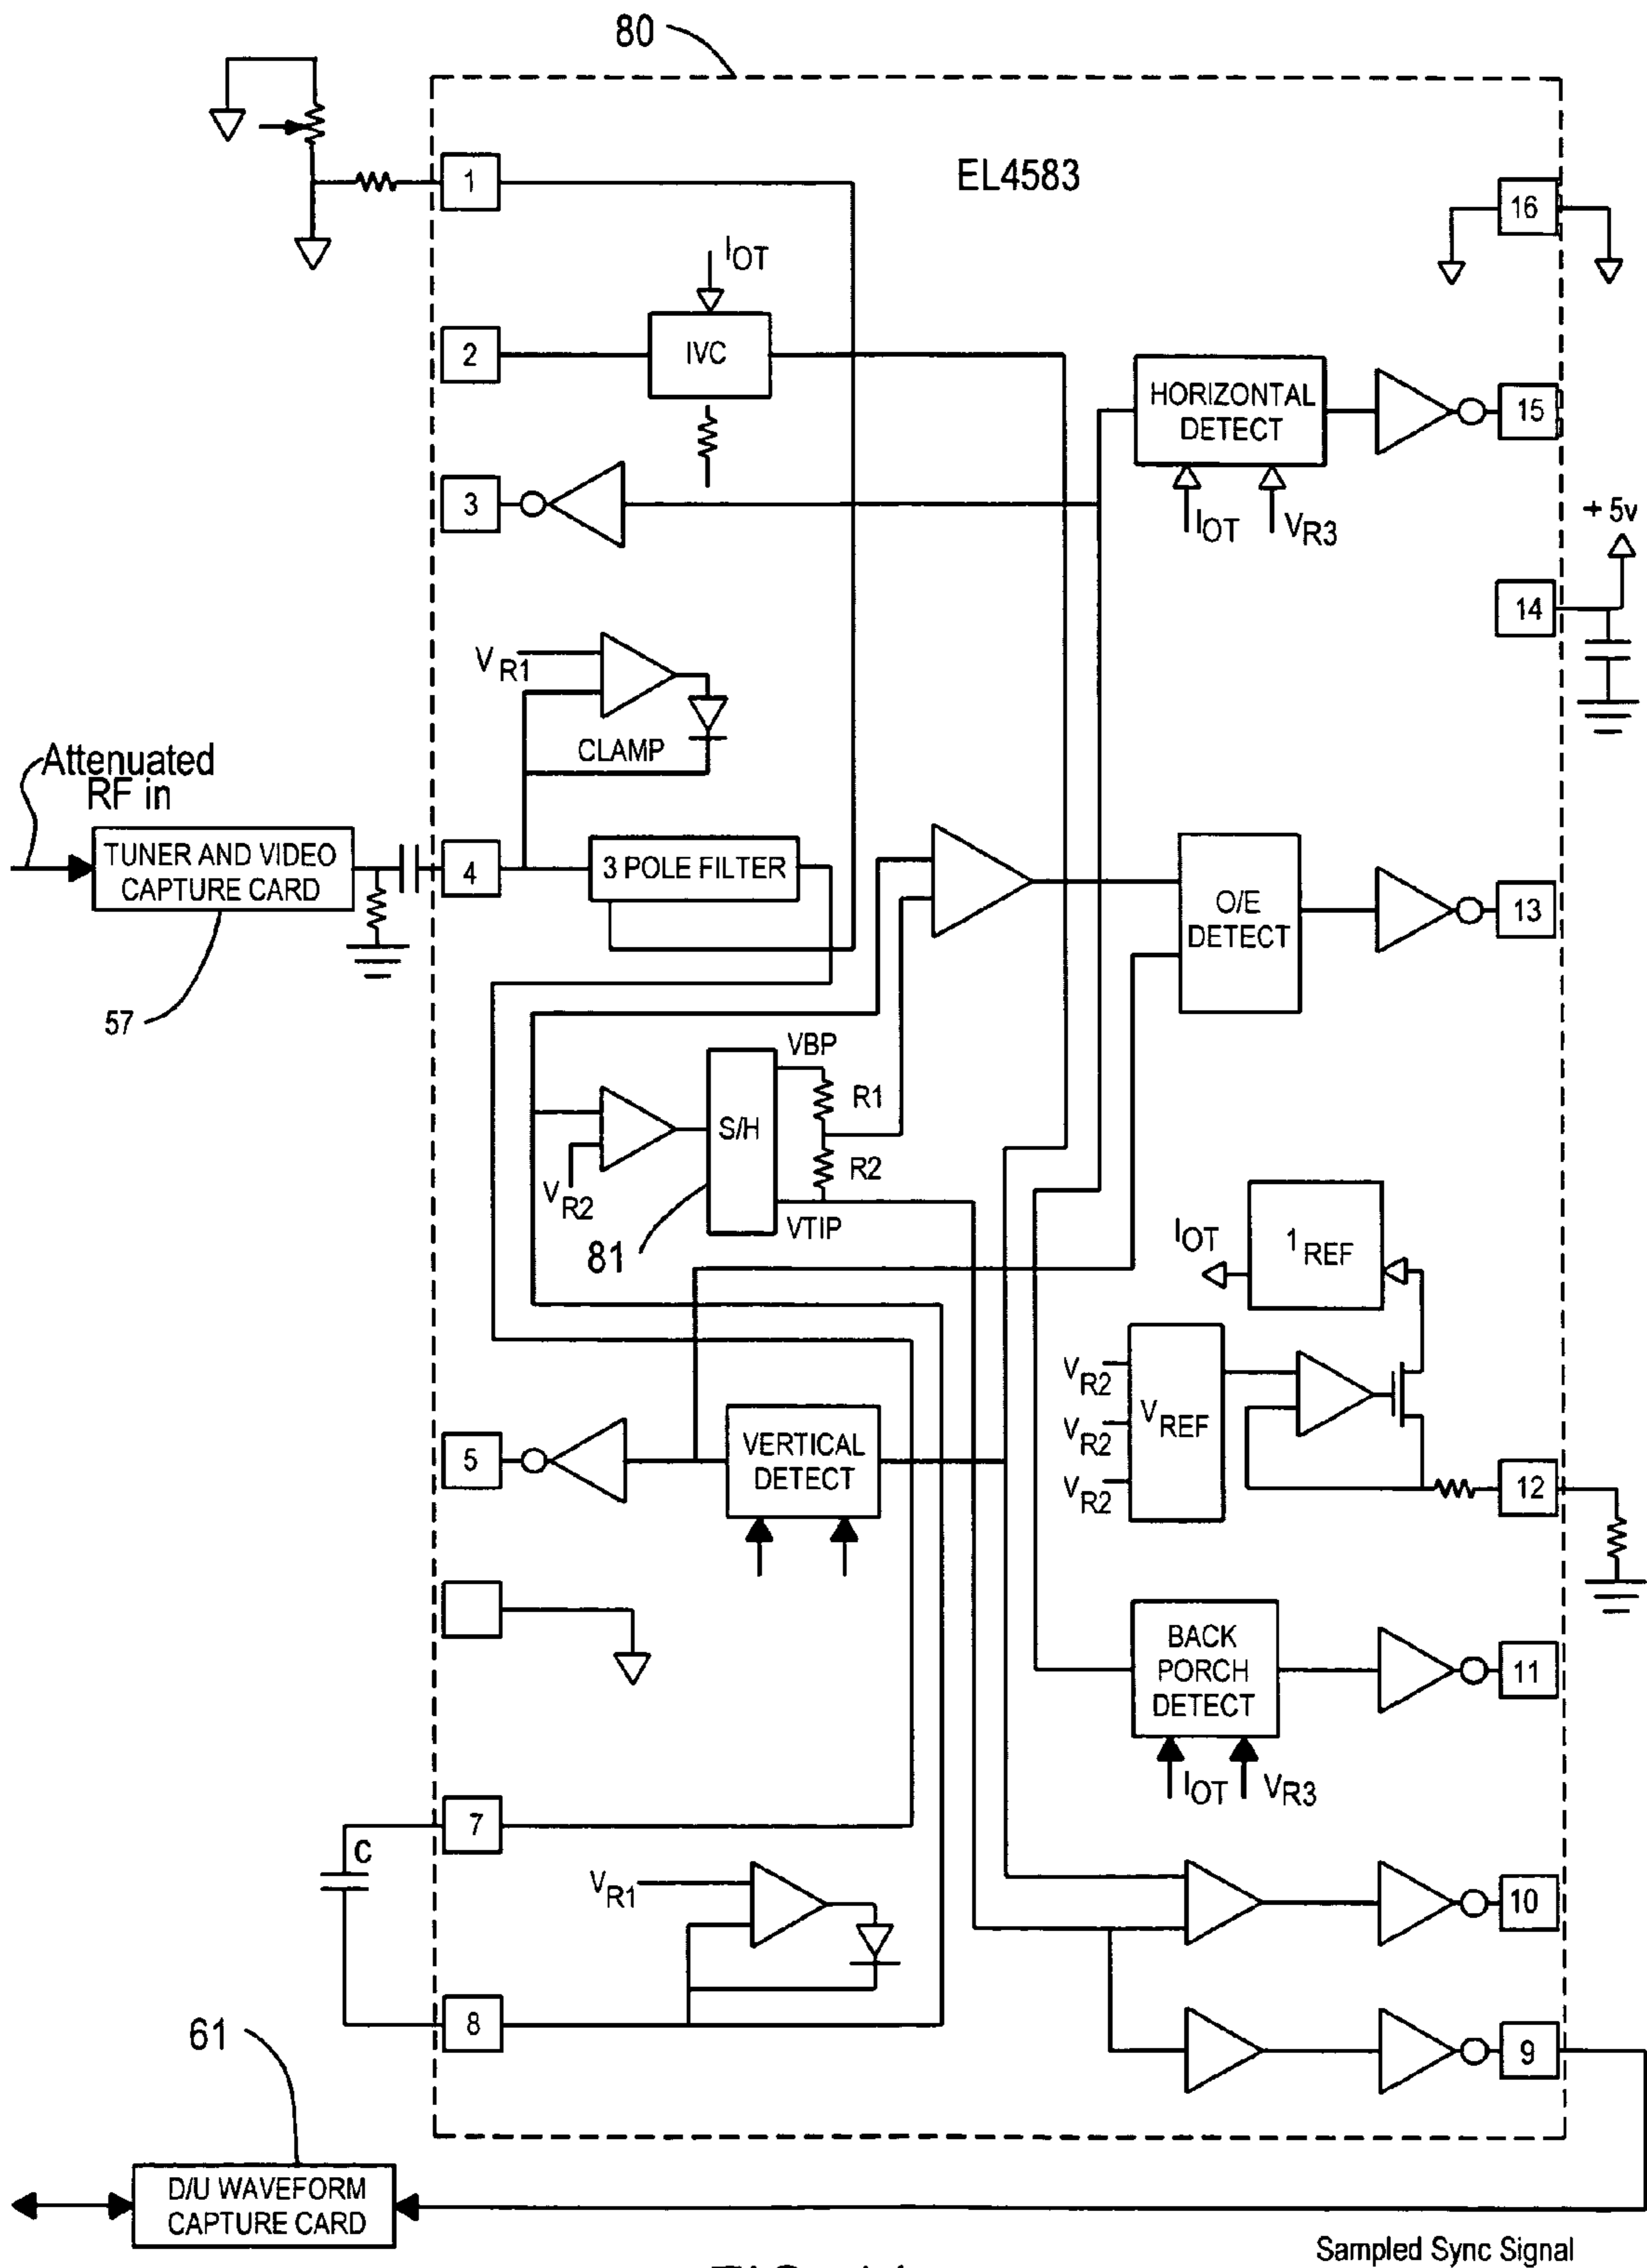 80
EL4583
1
16
IOT
2
IVC
HORIZONTAL
DETECT
15
3
IOT
VR3
+ 5v
14
VR1
CLAMP
Attenuated
RF in
TUNER AND VIDEO
CAPTURE CARD
4
3 POLE FILTER
O/E
DETECT
13
57
VBP
R1
S/H
R2
VR2
VTIP
81
IOT
1REF
VR2
VR2
VR2
VREF
5
VERTICAL
DETECT
12
BACK
PORCH
DETECT
11
IOT
VR3
7
C
VR1
10
8
9
61
D/U WAVEFORM
CAPTURE CARD
Sampled Sync Signal